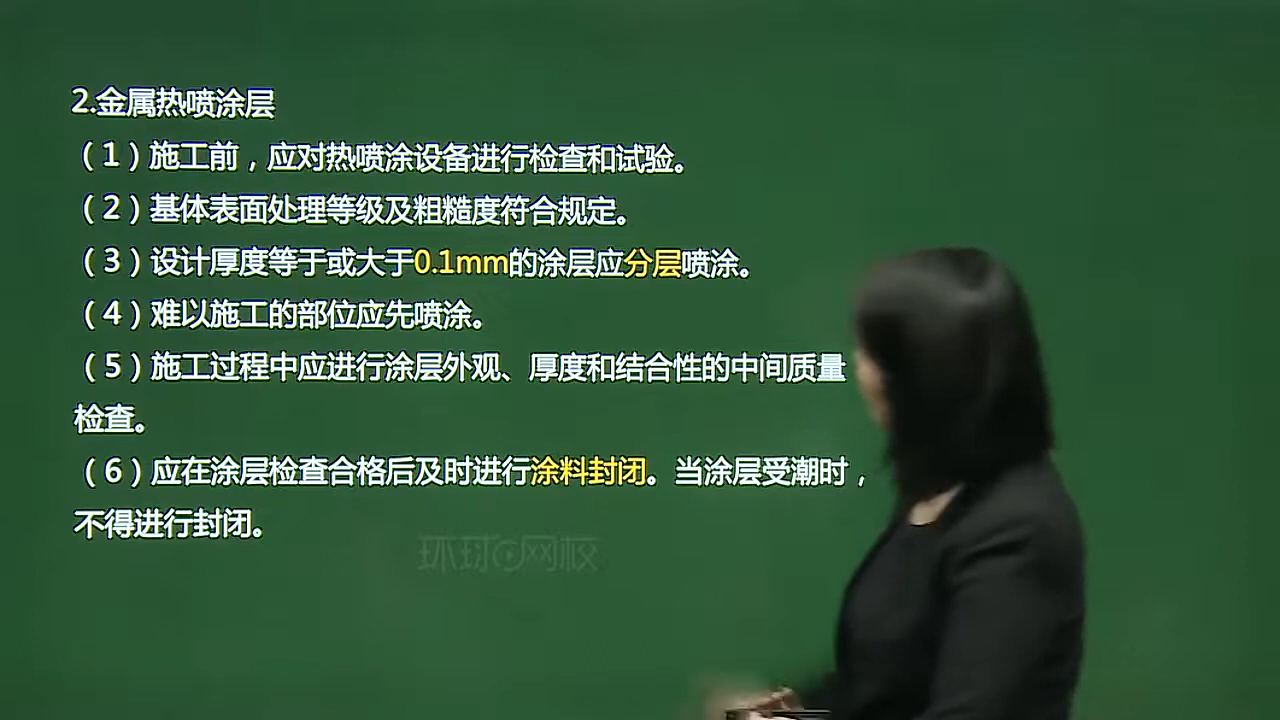 2.金属热喷涂层
（1）施工前，应对热喷涂设备进行检查和试验。
（2）基体表面处理等级及粗糙度符合规定。
（3）设计厚度等于或大于0.1mm的涂层应分层喷涂。
（4）难以施工的部位应先喷涂。
（5）施工过程中应进行涂层外观、厚度和结合性的中间质量
检查。
（6）应在涂层检查合格后及时进行涂料封闭。当涂层受潮时，
不得进行封闭。
环球网校